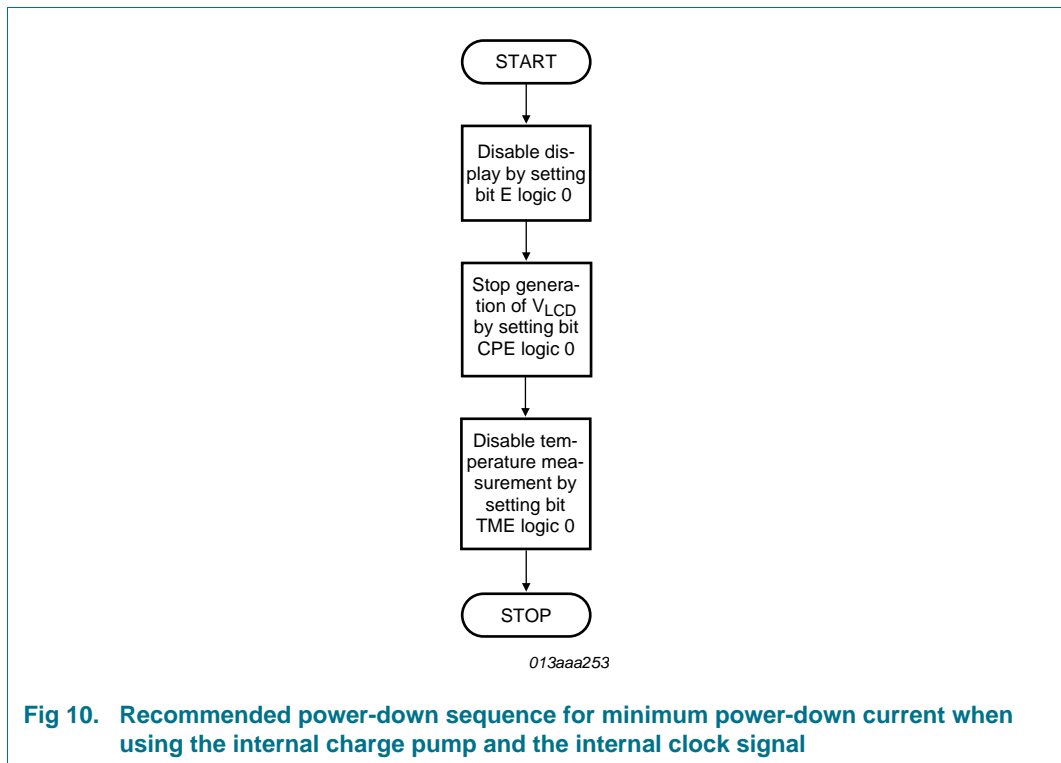 START
Disable dis-
play by setting
bit E logic 0
Stop genera-
tion of VLCD
by setting bit
CPE logic 0
Disable tem-
perature mea-
surement by
setting bit
TME logic 0
STOP
013aaa253
Fig 10. Recommended power-down sequence for minimum power-down current when
using the internal charge pump and the internal clock signal